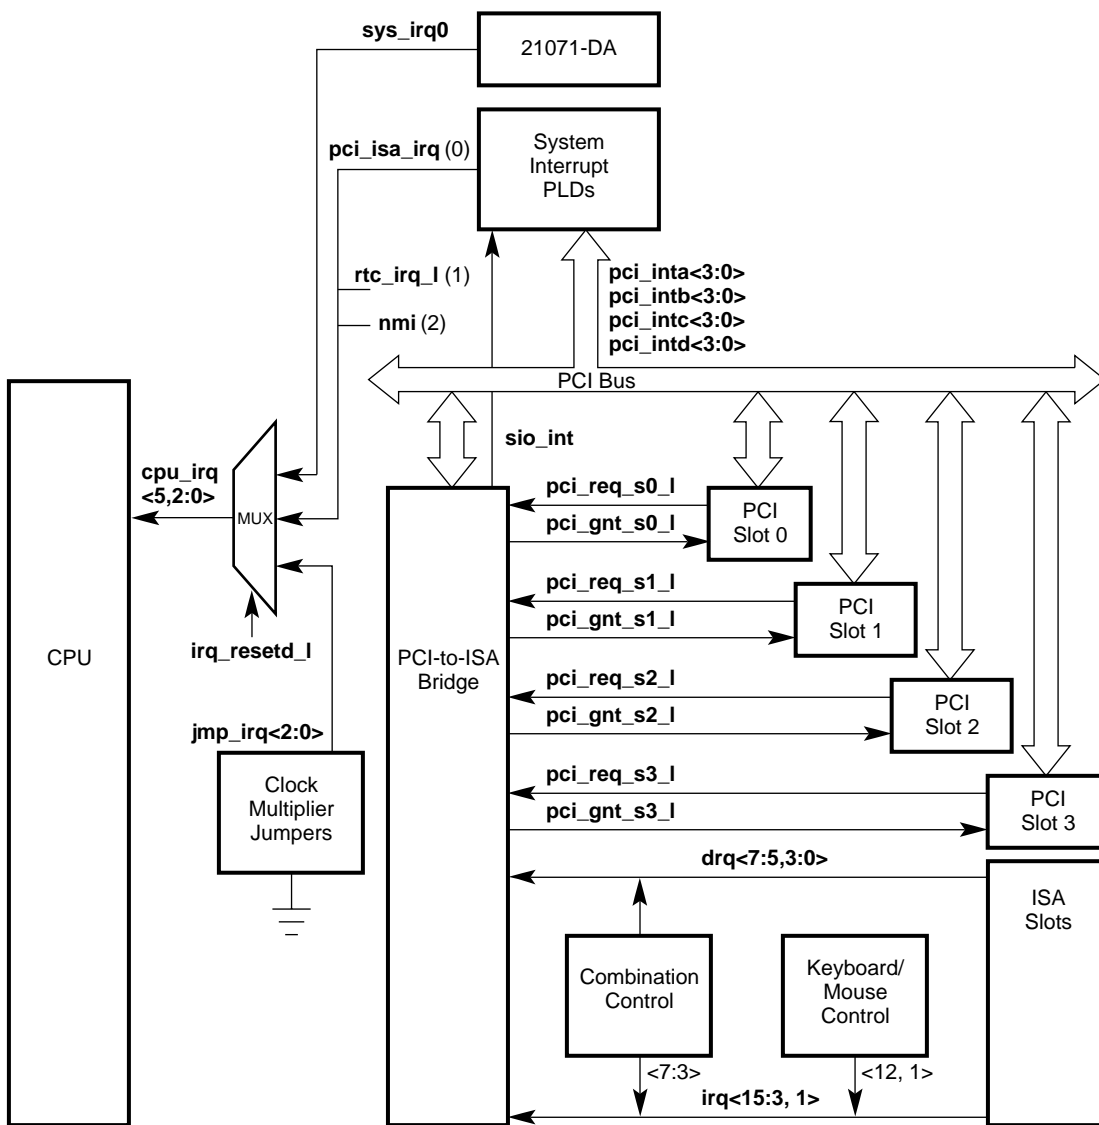 sys_irq0
21071-DA
pci_isa_irq (0)
System
Interrupt
PLDs
rtc_irq_l (1)
nmi (2)
pci_inta<3:0>
pci_intb<3:0>
pci_intc<3:0>
pci_intd<3:0>
PCI Bus
sio_int
cpu_irq
<5,2:0>
MUX
irq_resetd_l
CPU
jmp_irq<2:0>
Clock
Multiplier
Jumpers
PCI-to-ISA
Bridge
pci_req_s0_l
pci_gnt_s0_l
PCI
Slot 0
pci_req_s1_l
pci_gnt_s1_l
PCI
Slot 1
pci_req_s2_l
pci_gnt_s2_l
PCI
Slot 2
pci_req_s3_l
pci_gnt_s3_l
PCI
Slot 3
drq<7:5,3:0>
ISA
Slots
Combination
Control
Keyboard/
Mouse
Control
<7:3>
<12, 1>
irq<15:3, 1>